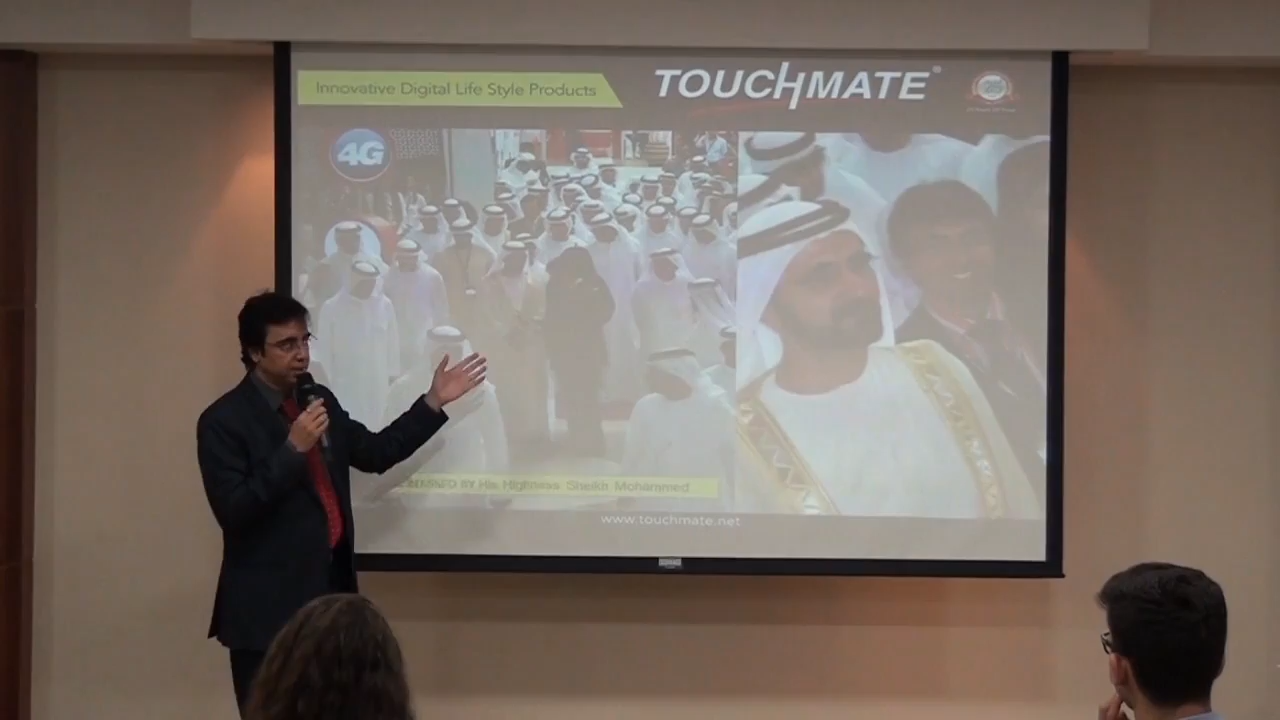 Innovative Digital Life Style Products
TOUCHMATE®
4G
BY His Highness Sheikh Mohammed
www.touchmate.net